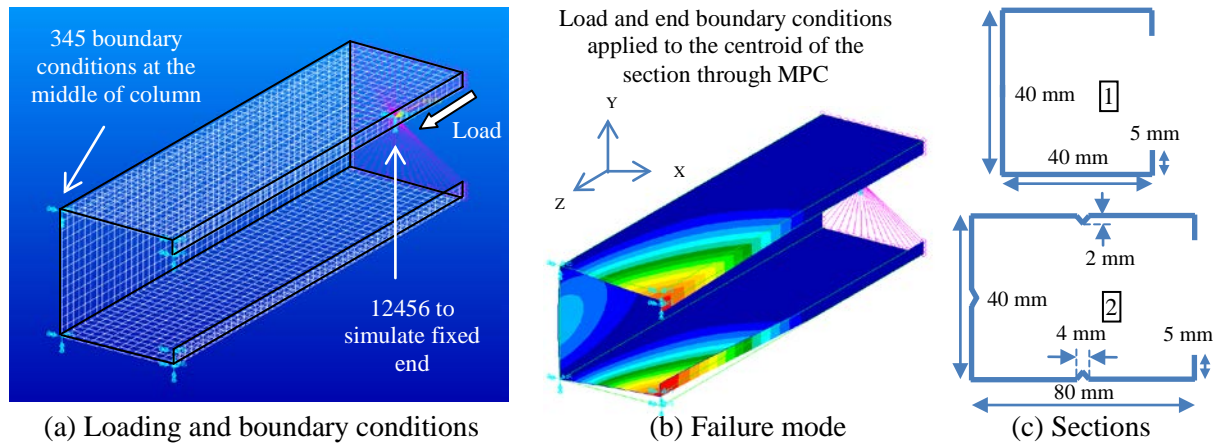 345 boundary
conditions at the
middle of column
Load
12456 to
simulate fixed
end
(a) Loading and boundary conditions
Load and end boundary conditions
applied to the centroid of the
section through MPC
Y
X
Z
(b) Failure mode
40 mm
1
5 mm
40 mm
2 mm
40 mm
2
4 mm
5 mm
80 mm
(c) Sections